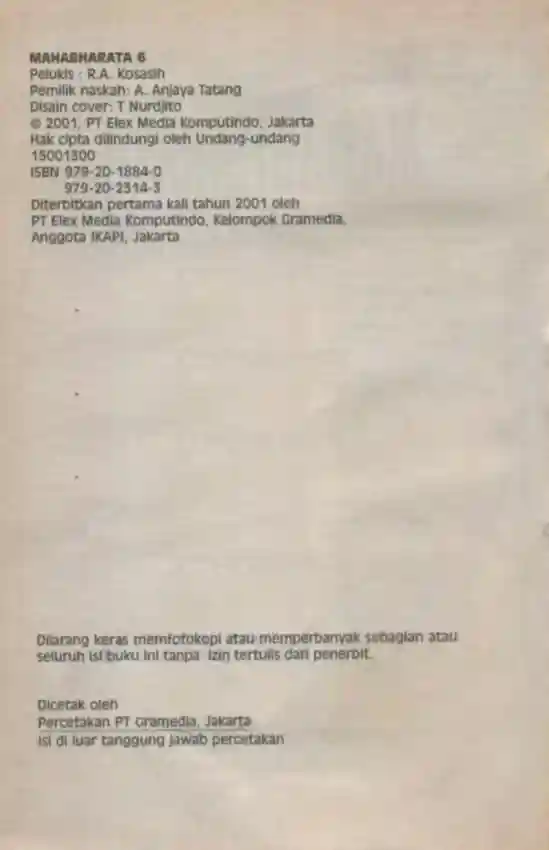 MAHABHARATA 6
Pelukis : R.A. Kosasih
Pemilik naskah: A. Anjaya Tatang
Disain cover: T Nurdjito
© 2001, PT Elex Media Komputindo, Jakarta
Hak cipta dilindungi oleh Undang-undang
15001300
ISBN 979-20-1884-0
979-20-2314-3
Diterbitkan pertama kali tahun 2001 oleh
PT Elex Media Komputindo, Kelompok Gramedia,
Anggota IKAPI, Jakarta
Dilarang keras memfotokopi atau memperbanyak sebagian atau
seluruh isi buku ini tanpa izin tertulis dari penerbit.
Dicetak oleh
Percetakan PT Gramedia, Jakarta
Isi di luar tanggung jawab percetakan